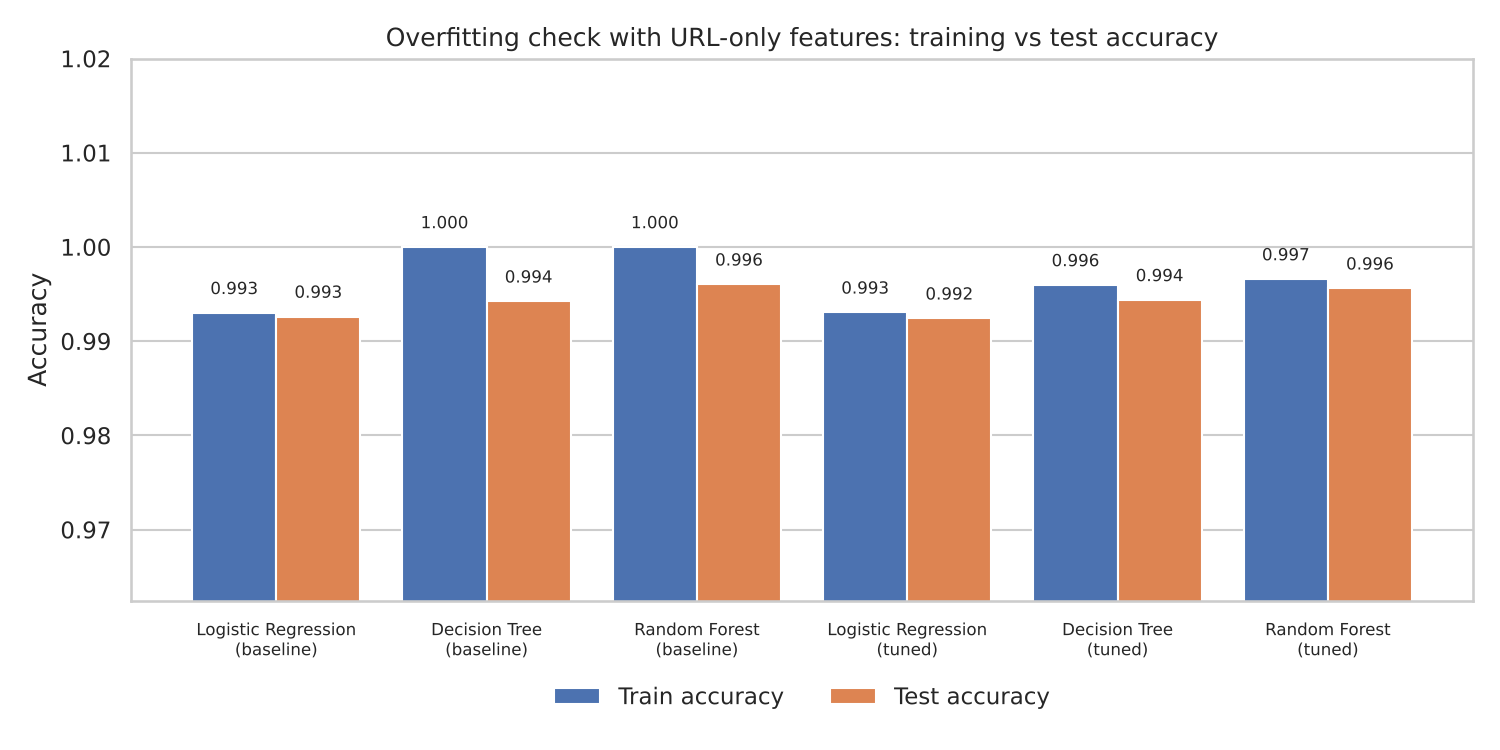 Overfitting check with URL-only features: training vs test accuracy
1.02
1.01
1.00
0.99
0.98
0.97
Accuracy
0.993
0.993
1.000
0.994
1.000
0.996
0.993
0.992
0.996
0.994
0.997
0.996
Logistic Regression
(baseline)
Decision Tree
(baseline)
Random Forest
(baseline)
Logistic Regression
(tuned)
Decision Tree
(tuned)
Random Forest
(tuned)
Train accuracy
Test accuracy